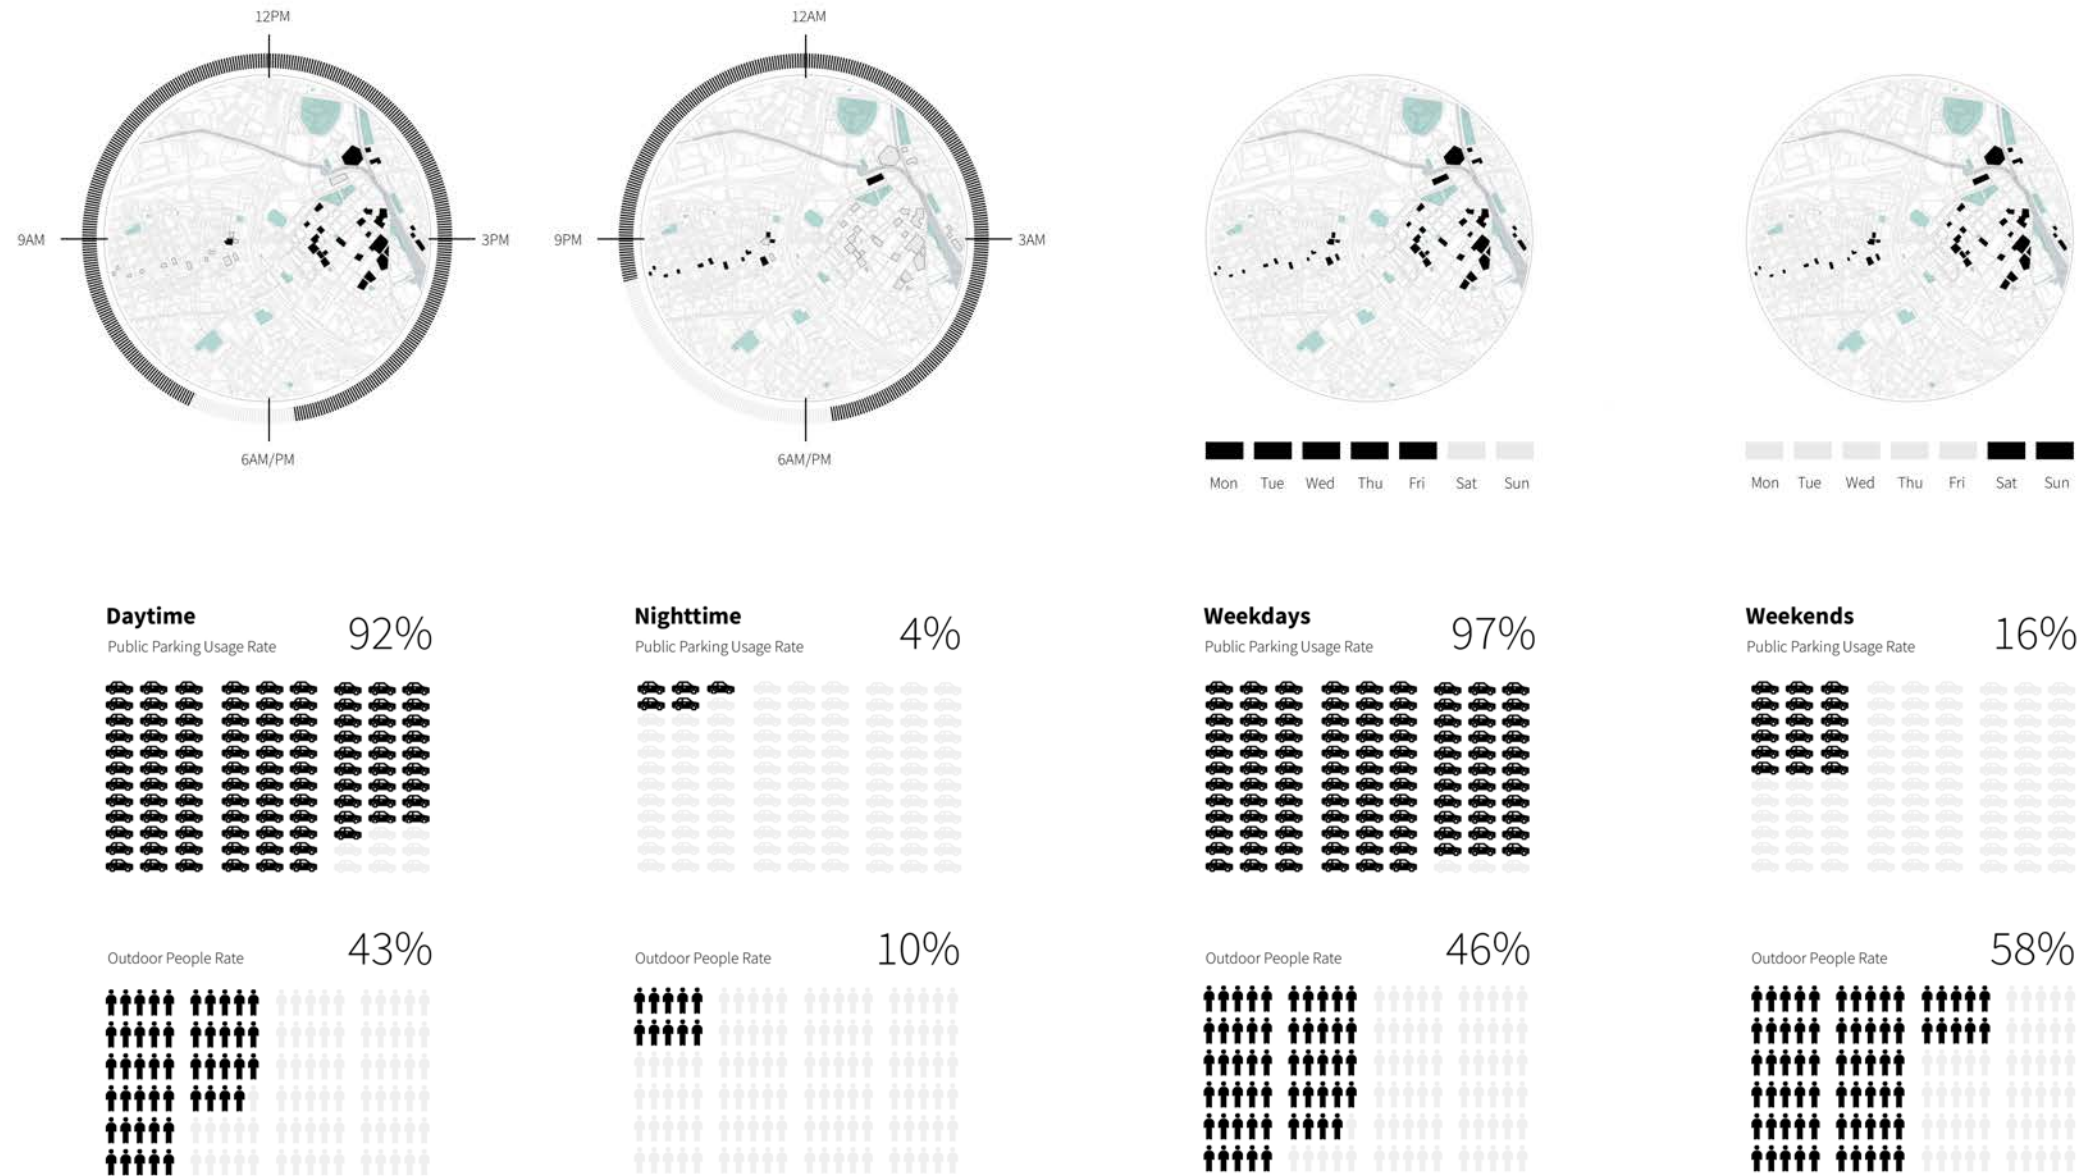 12PM
9AM
3PM
6AM/PM
12AM
9PM
3AM
6AM/PM
Mon Tue Wed Thu Fri Sat Sun
Mon Tue Wed Thu Fri Sat Sun
Daytime
Public Parking Usage Rate
92%
Outdoor People Rate
43%
Nighttime
Public Parking Usage Rate
4%
Outdoor People Rate
10%
Weekdays
Public Parking Usage Rate
97%
Outdoor People Rate
46%
Weekends
Public Parking Usage Rate
16%
Outdoor People Rate
58%